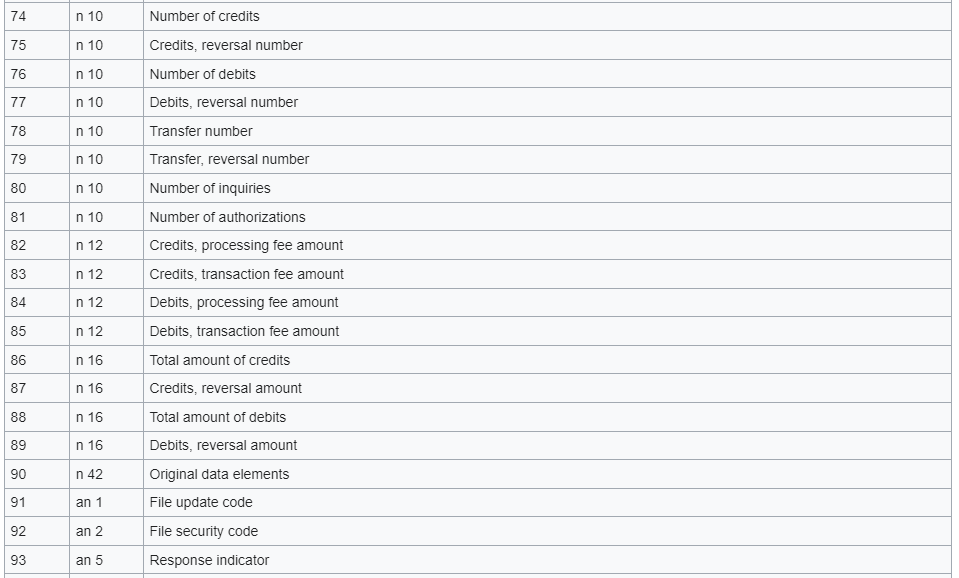 74 n 10 Number of credits
75 n 10 Credits, reversal number
76 n 10 Number of debits
77 n 10 Debits, reversal number
78 n 10 Transfer number
79 n 10 Transfer, reversal number
80 n 10 Number of inquiries
81 n 10 Number of authorizations
82 n 12 Credits, processing fee amount
83 n 12 Credits, transaction fee amount
84 n 12 Debits, processing fee amount
85 n 12 Debits, transaction fee amount
86 n 16 Total amount of credits
87 n 16 Credits, reversal amount
88 n 16 Total amount of debits
89 n 16 Debits, reversal amount
90 n 42 Original data elements
91 an 1 File update code
92 an 2 File security code
93 an 5 Response indicator